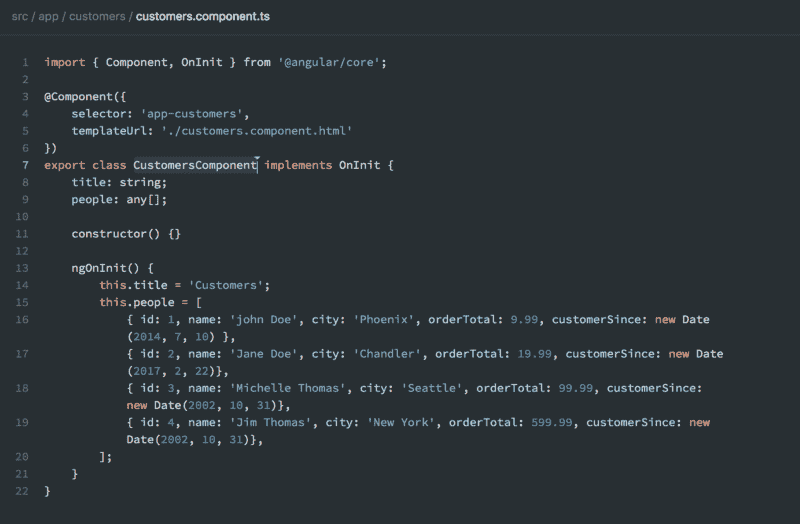 src / app / customers / customers.component.ts
1 import { Component, OnInit } from '@angular/core';
2
3 @Component({
4 selector: 'app-customers',
5 templateUrl: './customers.component.html'
6 })
7 export class CustomersComponent implements OnInit {
8 title: string;
9 people: any[];
10
11 constructor() {}
12
13 ngOnInit() {
14 this.title = 'Customers';
15 this.people = [
16 { id: 1, name: 'john Doe', city: 'Phoenix', orderTotal: 9.99, customerSince: new Date
(2014, 7, 10) },
17 { id: 2, name: 'Jane Doe', city: 'Chandler', orderTotal: 19.99, customerSince: new Date
(2017, 2, 22)},
18 { id: 3, name: 'Michelle Thomas', city: 'Seattle', orderTotal: 99.99, customerSince:
new Date(2002, 10, 31)},
19 { id: 4, name: 'Jim Thomas', city: 'New York', orderTotal: 599.99, customerSince: new
Date(2002, 10, 31)},
20 ];
21 }
22 }